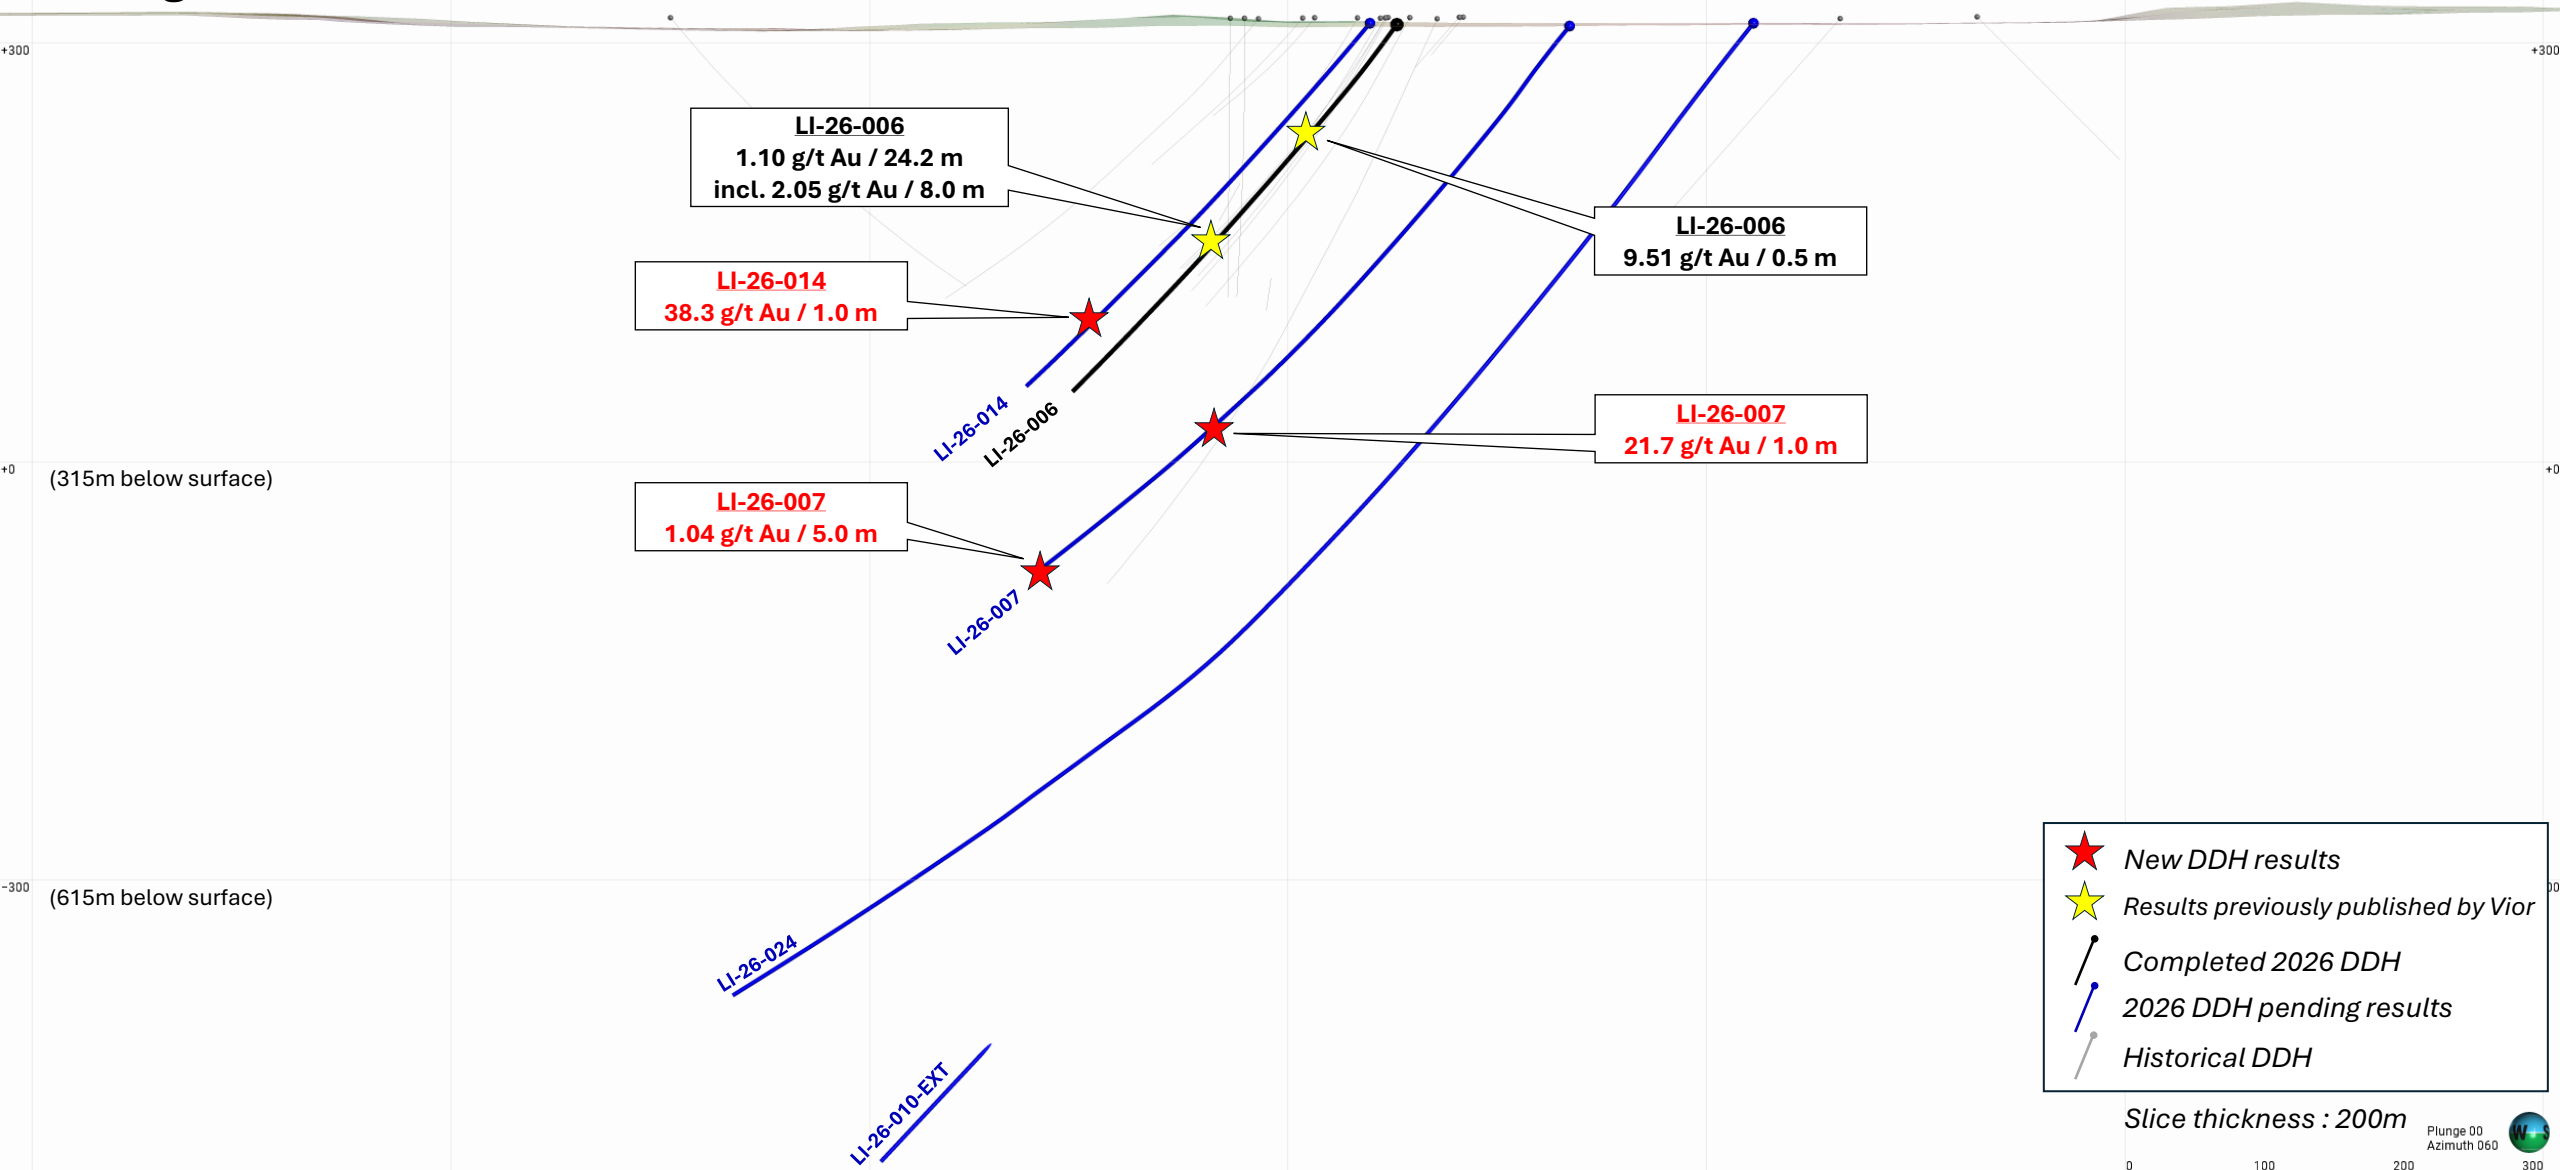 +300
+300
LI-26-006
1.10 g/t Au / 24.2 m
incl. 2.05 g/t Au / 8.0 m
LI-26-006
9.51 g/t Au / 0.5 m
LI-26-014
38.3 g/t Au / 1.0 m
LI-26-014
LI-26-006
LI-26-007
21.7 g/t Au / 1.0 m
+0
+0
(315m below surface)
LI-26-007
1.04 g/t Au / 5.0 m
LI-26-007
-300
(615m below surface)
LI-26-024
LI-26-010-EXT
New DDH results
Results previously published by Vior
Completed 2026 DDH
2026 DDH pending results
Historical DDH
Slice thickness : 200m
Plunge 00
Azimuth 060
W
S
0 100 200 300